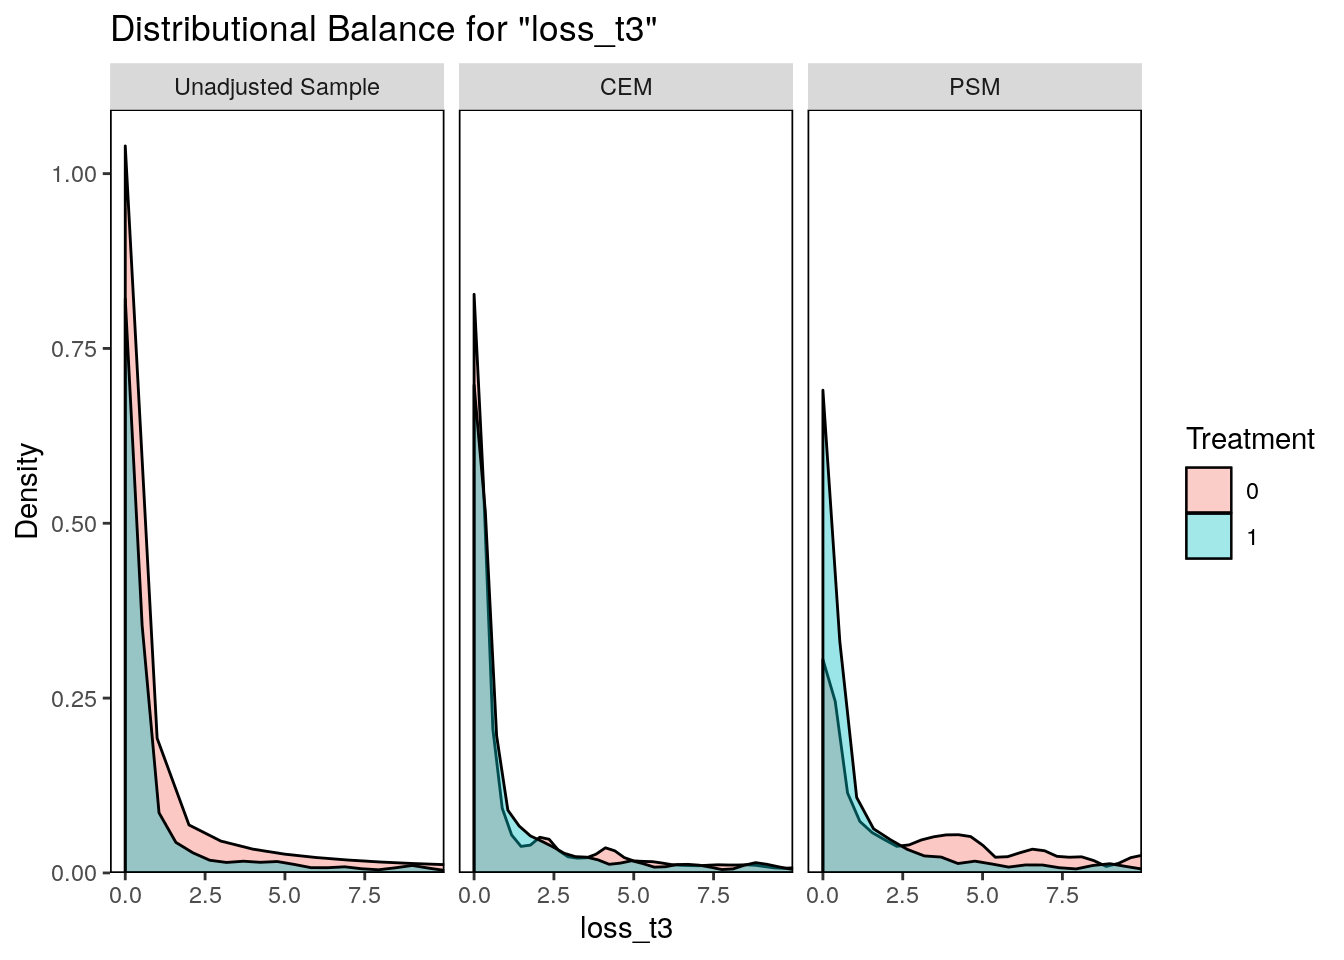 Distributional Balance for "loss_t3"
Unadjusted Sample
CEM
PSM
1.00
0.75
0.50
0.25
0.00
Density
0.0 2.5 5.0 7.5
0.0 2.5 5.0 7.5
0.0 2.5 5.0 7.5
loss_t3
Treatment
0
1